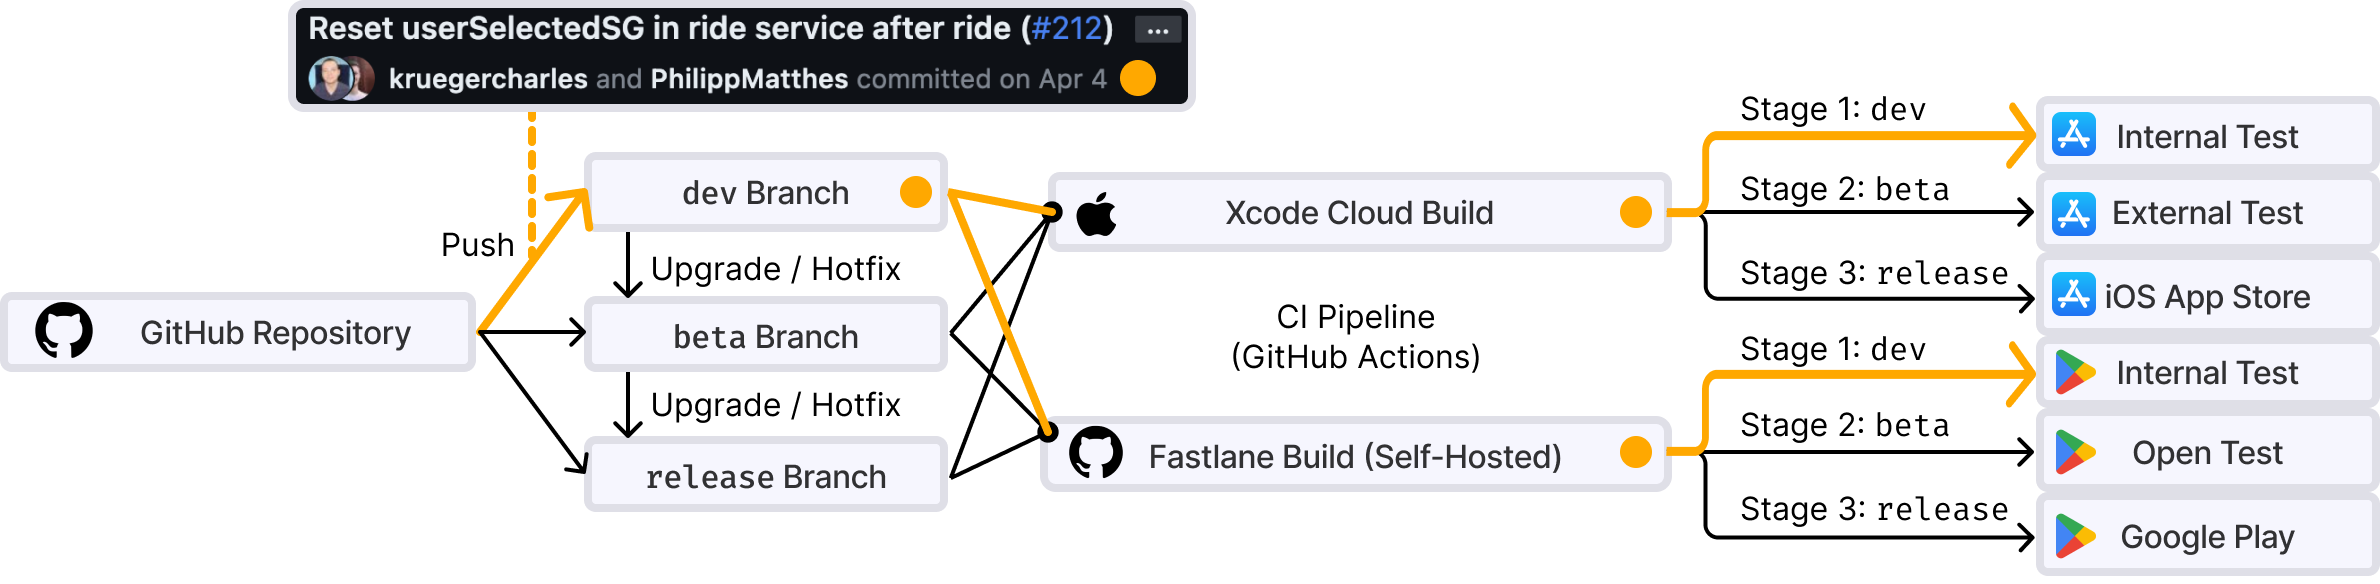 Reset userSelectedSG in ride service after ride (#212) ...
kruegercharles and PhilippMatthes committed on Apr 4
Push
GitHub Repository
dev Branch
Upgrade / Hotfix
beta Branch
Upgrade / Hotfix
release Branch
Xcode Cloud Build
CI Pipeline
(GitHub Actions)
Fastlane Build (Self-Hosted)
Stage 1: dev
Internal Test
Stage 2: beta
External Test
Stage 3: release
iOS App Store
Stage 1: dev
Internal Test
Stage 2: beta
Open Test
Stage 3: release
Google Play